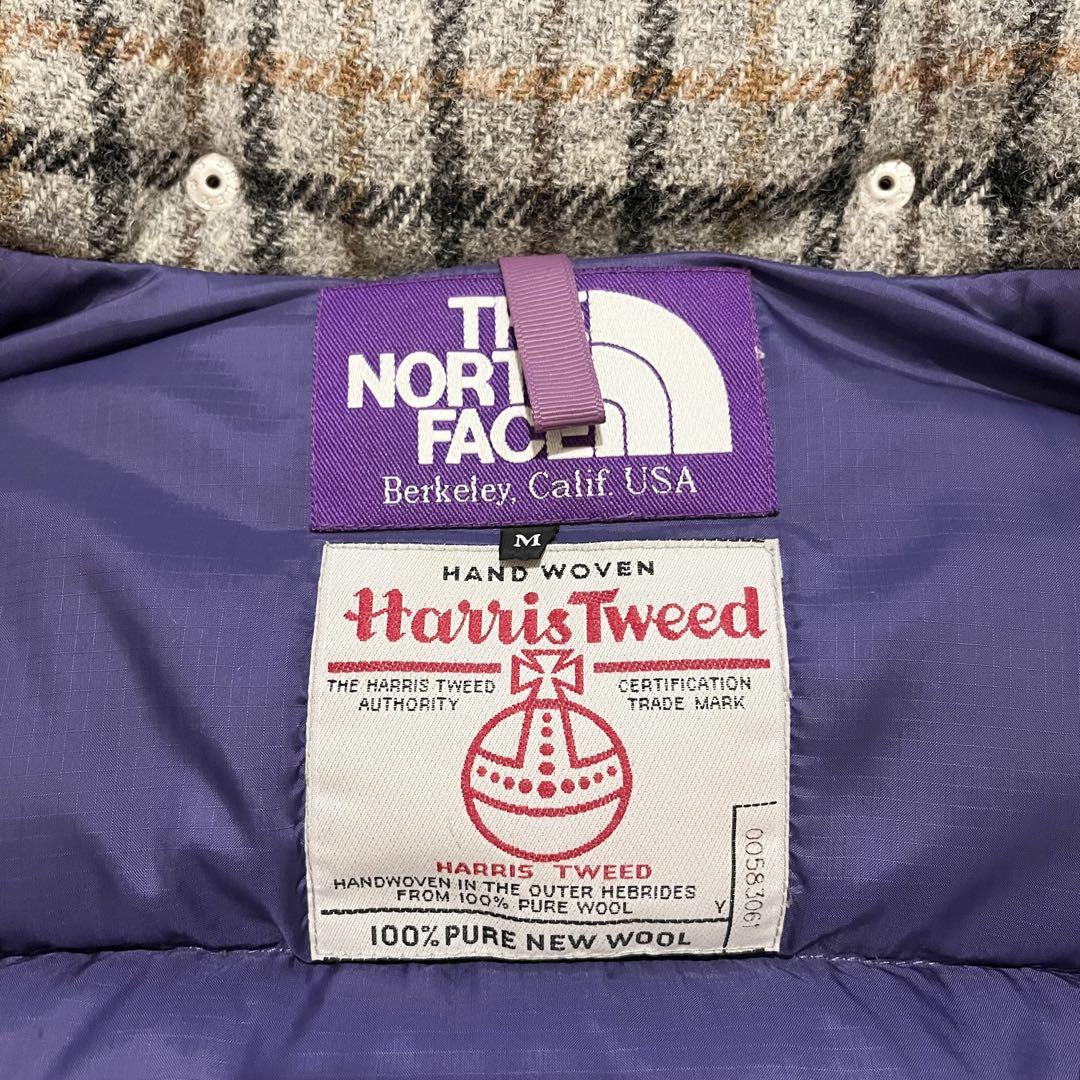 THE
NORTH
FACE
Berkeley, Calif. USA
M
HAND WOVEN
Harris Tweed
THE HARRIS TWEED
AUTHORITY
CERTIFICATION
TRADE MARK
HARRIS TWEED
HANDWOVEN IN THE OUTER HEBRIDES
FROM 100% PURE WOOL
Y
00583061
100% PURE NEW WOOL